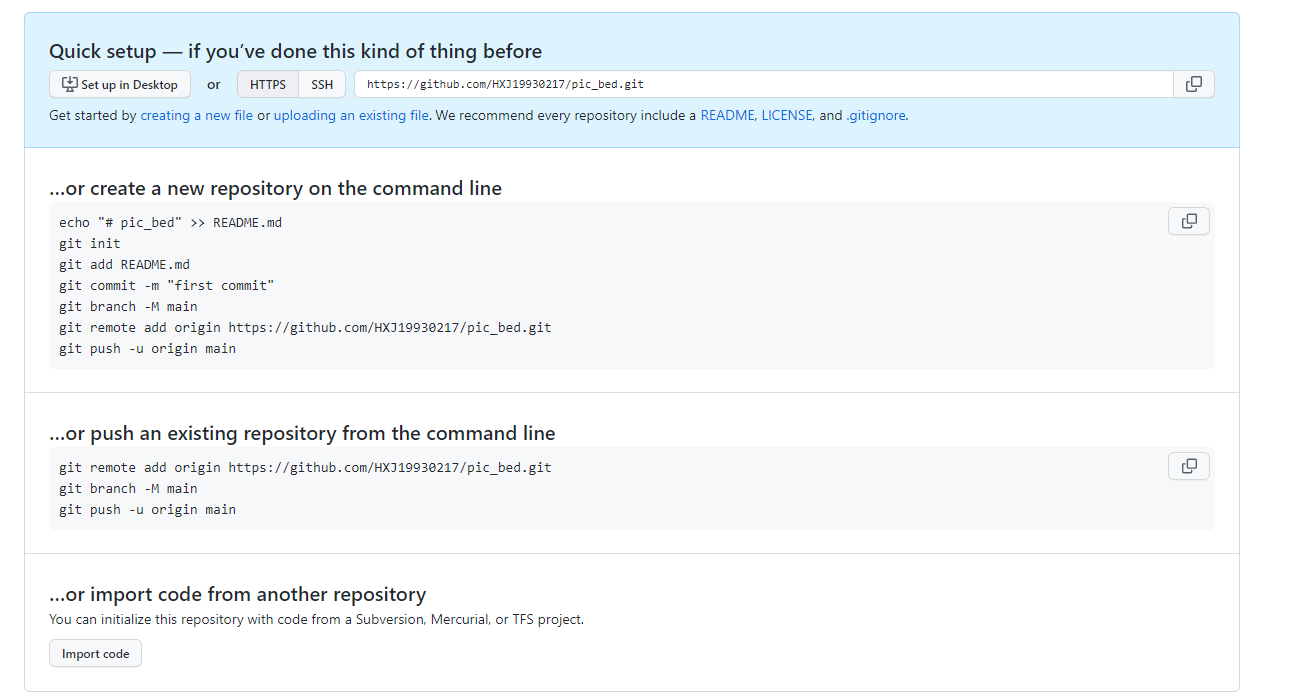 Quick setup — if you’ve done this kind of thing before
Set up in Desktop or HTTPS SSH https://github.com/HXJ19930217/pic_bed.git
Get started by creating a new file or uploading an existing file. We recommend every repository include a README, LICENSE, and .gitignore.
…or create a new repository on the command line
echo "# pic_bed" >> README.md
git init
git add README.md
git commit -m "first commit"
git branch -M main
git remote add origin https://github.com/HXJ19930217/pic_bed.git
git push -u origin main
…or push an existing repository from the command line
git remote add origin https://github.com/HXJ19930217/pic_bed.git
git branch -M main
git push -u origin main
…or import code from another repository
You can initialize this repository with code from a Subversion, Mercurial, or TFS project.
Import code